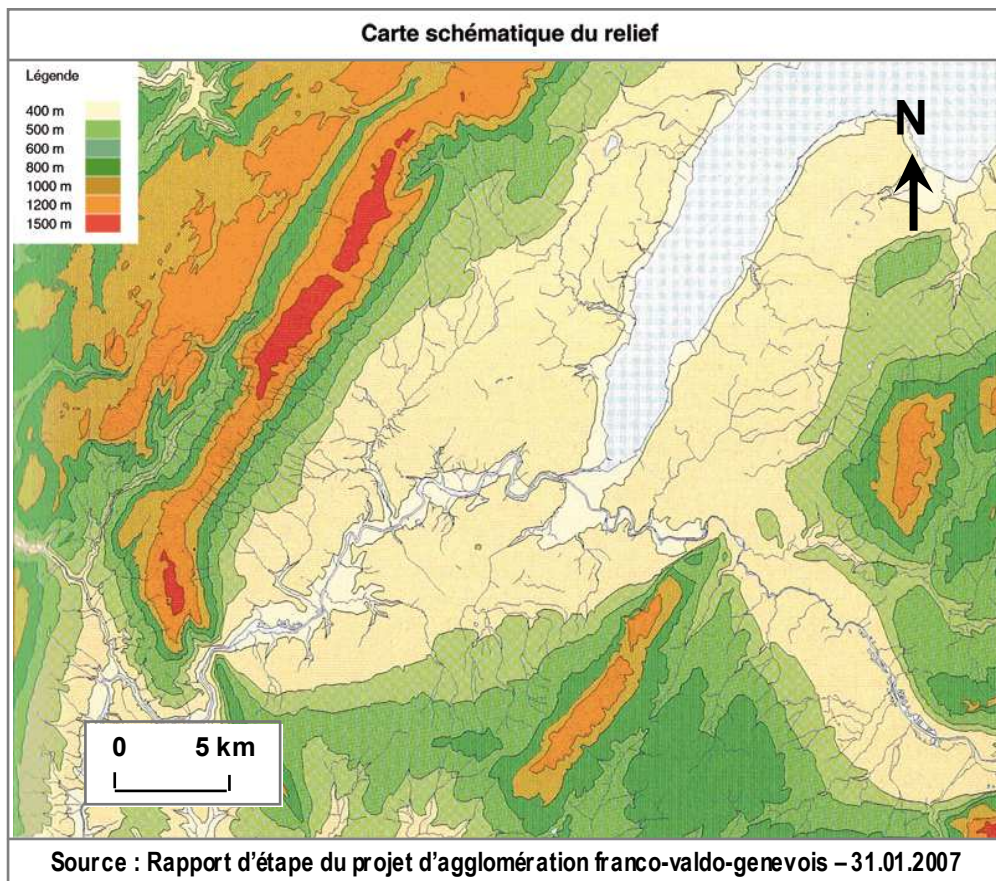 Carte schématique du relief
Légende
400 m
500 m
600 m
800 m
1000 m
1200 m
1500 m
N
0 5 km
Source : Rapport d'étape du projet d'agglomération franco-valdo-genevois – 31.01.2007